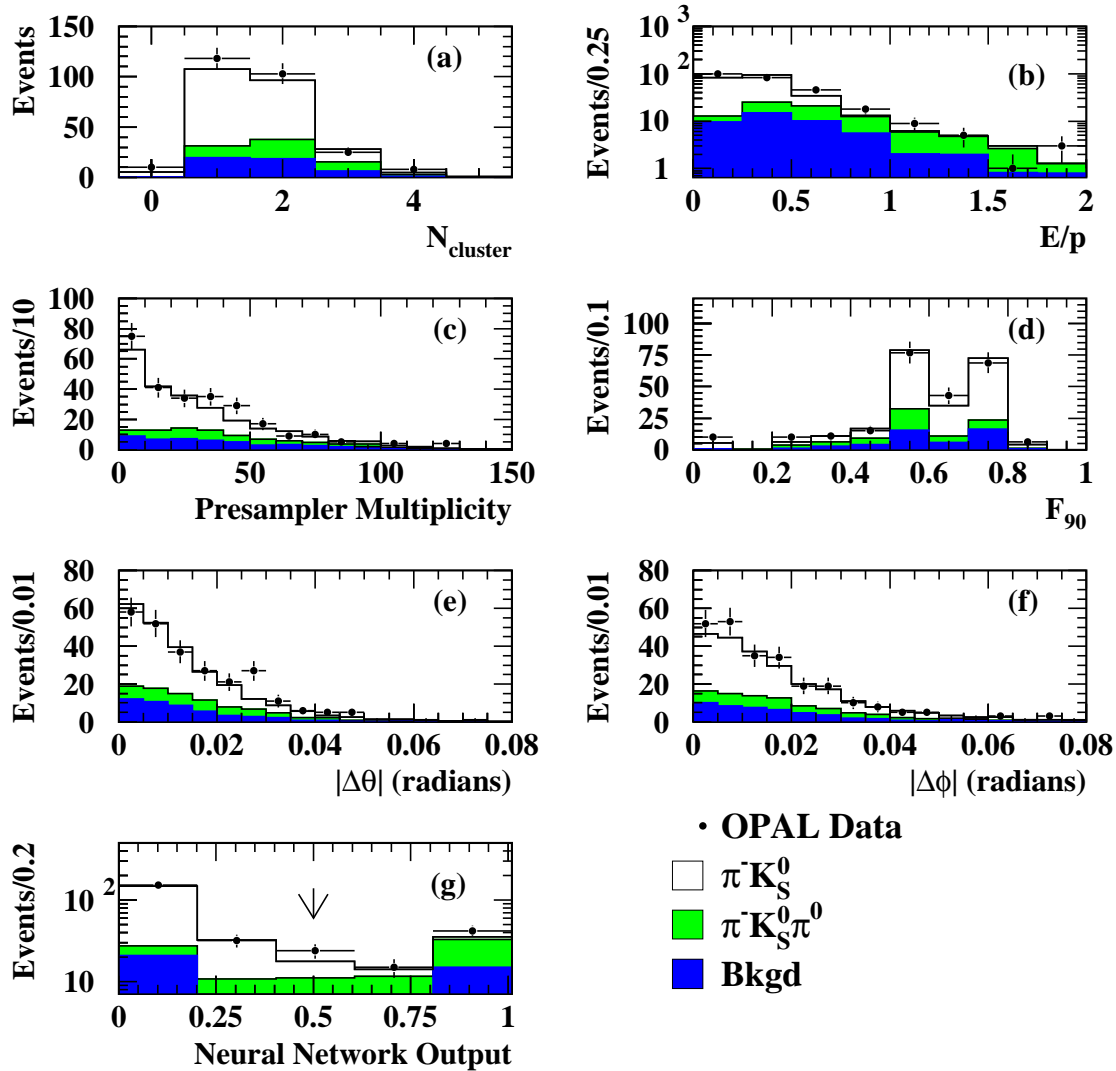 Events
150
100
50
0
(a)
0 2 4
N_cluster
Events/0.25
10^3
10^2
10
1
(b)
0 0.5 1 1.5 2
E/p
Events/10
100
80
60
40
20
0
(c)
0 50 100 150
Presampler Multiplicity
Events/0.1
100
75
50
25
0
(d)
0 0.2 0.4 0.6 0.8 1
F_90
Events/0.01
80
60
40
20
0
(e)
0 0.02 0.04 0.06 0.08
|Δθ| (radians)
Events/0.01
80
60
40
20
0
(f)
0 0.02 0.04 0.06 0.08
|Δϕ| (radians)
Events/0.2
10^2
10
(g)
0 0.25 0.5 0.75 1
Neural Network Output
OPAL Data
π^-K_S^0
π^-K_S^0π^0
Bkgd